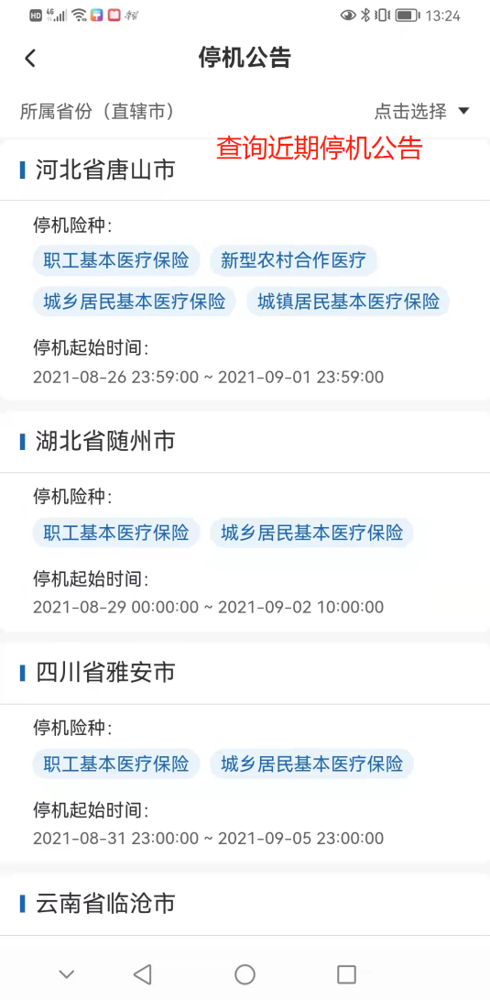 HD 4G 13:24
停机公告
所属省份（直辖市） 点击选择
查询近期停机公告
河北省唐山市
停机险种：
职工基本医疗保险 新型农村合作医疗
城乡居民基本医疗保险 城镇居民基本医疗保险
停机起始时间：
2021-08-26 23:59:00 ~ 2021-09-01 23:59:00
湖北省随州市
停机险种：
职工基本医疗保险 城乡居民基本医疗保险
停机起始时间：
2021-08-29 00:00:00 ~ 2021-09-02 10:00:00
四川省雅安市
停机险种：
职工基本医疗保险 城乡居民基本医疗保险
停机起始时间：
2021-08-31 23:00:00 ~ 2021-09-05 23:00:00
云南省临沧市